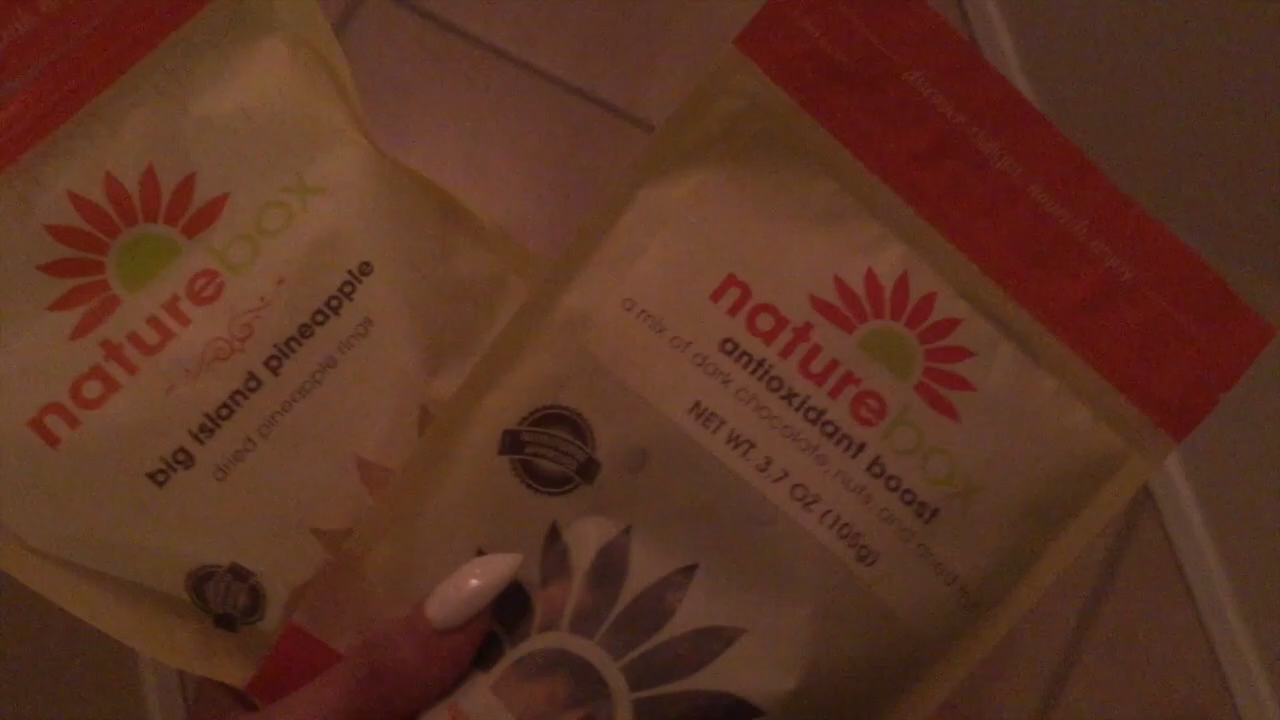 naturebox
big island pineapple
dried pineapple rings
naturebox
antioxidant boost
a mix of dark chocolate, nuts, and dried
NET WT. 3.7 OZ (105g)